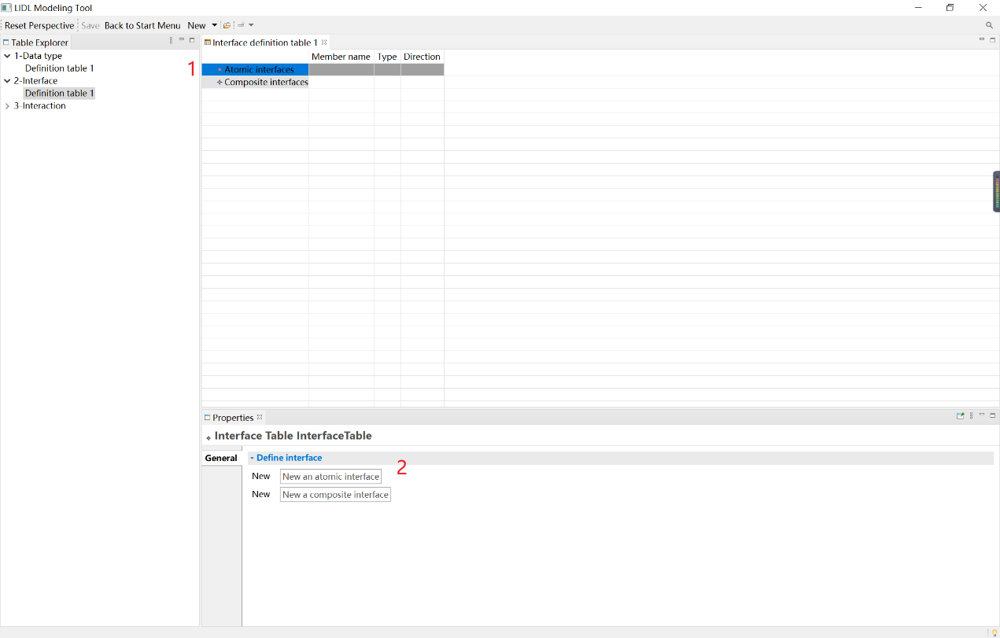 LIDL Modeling Tool
Reset Perspective Save Back to Start Menu New
Table Explorer
1-Data type
Definition table 1
2-Interface
Definition table 1
3-Interaction
1
Interface definition table 1
Member name Type Direction
Atomic interfaces
Composite interfaces
Properties
Interface Table InterfaceTable
General
Define interface
2
New New an atomic interface
New New a composite interface